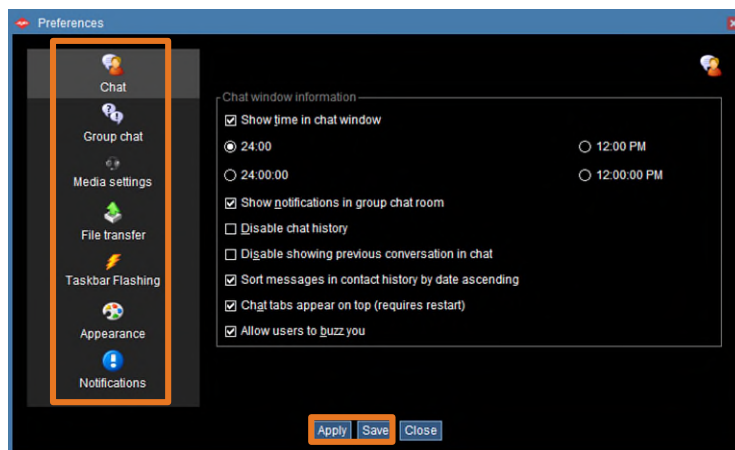 Preferences
Chat
Group chat
Media settings
File transfer
Taskbar Flashing
Appearance
Notifications
Chat window information
Show time in chat window
24:00 12:00 PM
24:00:00 12:00:00 PM
Show notifications in group chat room
Disable chat history
Disable showing previous conversation in chat
Sort messages in contact history by date ascending
Chat tabs appear on top (requires restart)
Allow users to buzz you
Apply Save Close